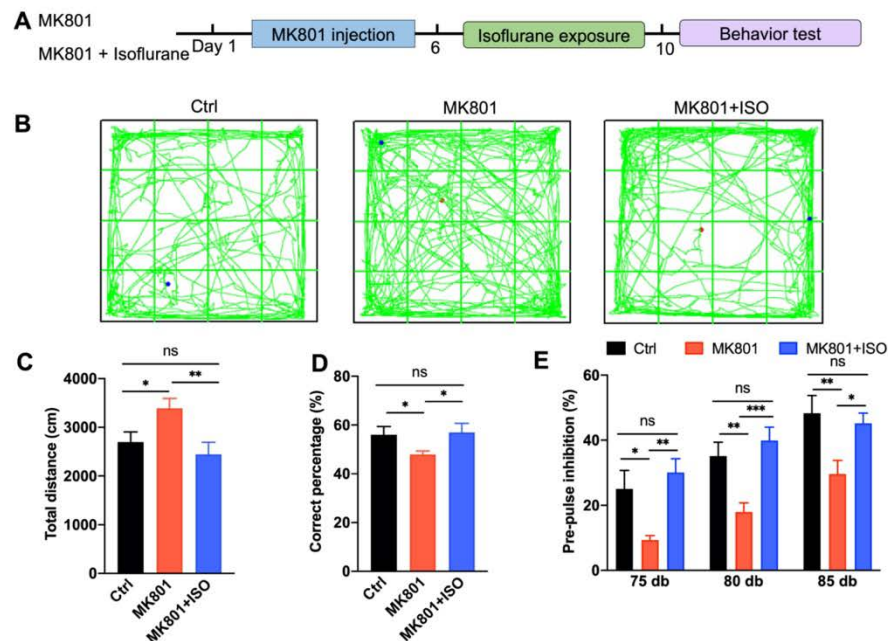 A
MK801
MK801 + Isoflurane
Day 1
MK801 injection
6
Isoflurane exposure
10
Behavior test
B
Ctrl
MK801
MK801+ISO
C
Total distance (cm)
4000
3000
2000
1000
0
ns
*
**
Ctrl
MK801
MK801+ISO
D
Correct percentage (%)
80
60
40
20
0
ns
*
*
Ctrl
MK801
MK801+ISO
E
Ctrl
MK801
MK801+ISO
Pre-pulse inhibition (%)
60
40
20
0
ns
*
**
ns
**
***
ns
**
*
75 db
80 db
85 db